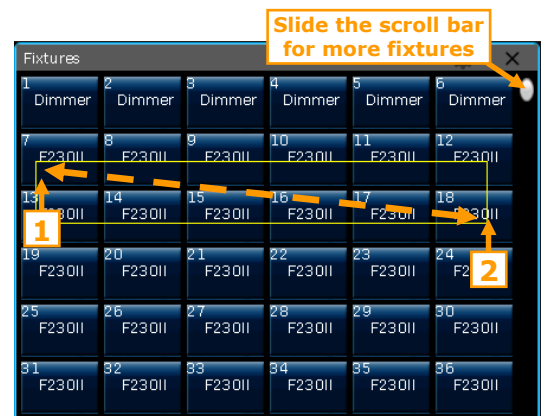 Slide the scroll bar
for more fixtures
Fixtures
1 2 3 4 5 6
Dimmer Dimmer Dimmer Dimmer Dimmer Dimmer
7 8 9 10 11 12
F230II F230II F230II F230II F230II F230II
13 14 15 16 17 18
F230II F230II F230II F230II F230II F230II
1
19 20 21 22 23 24
F230II F230II F230II F230II F230II
2
25 26 27 28 29 30
F230II F230II F230II F230II F230II F230II
31 32 33 34 35 36
F230II F230II F230II F230II F230II F230II